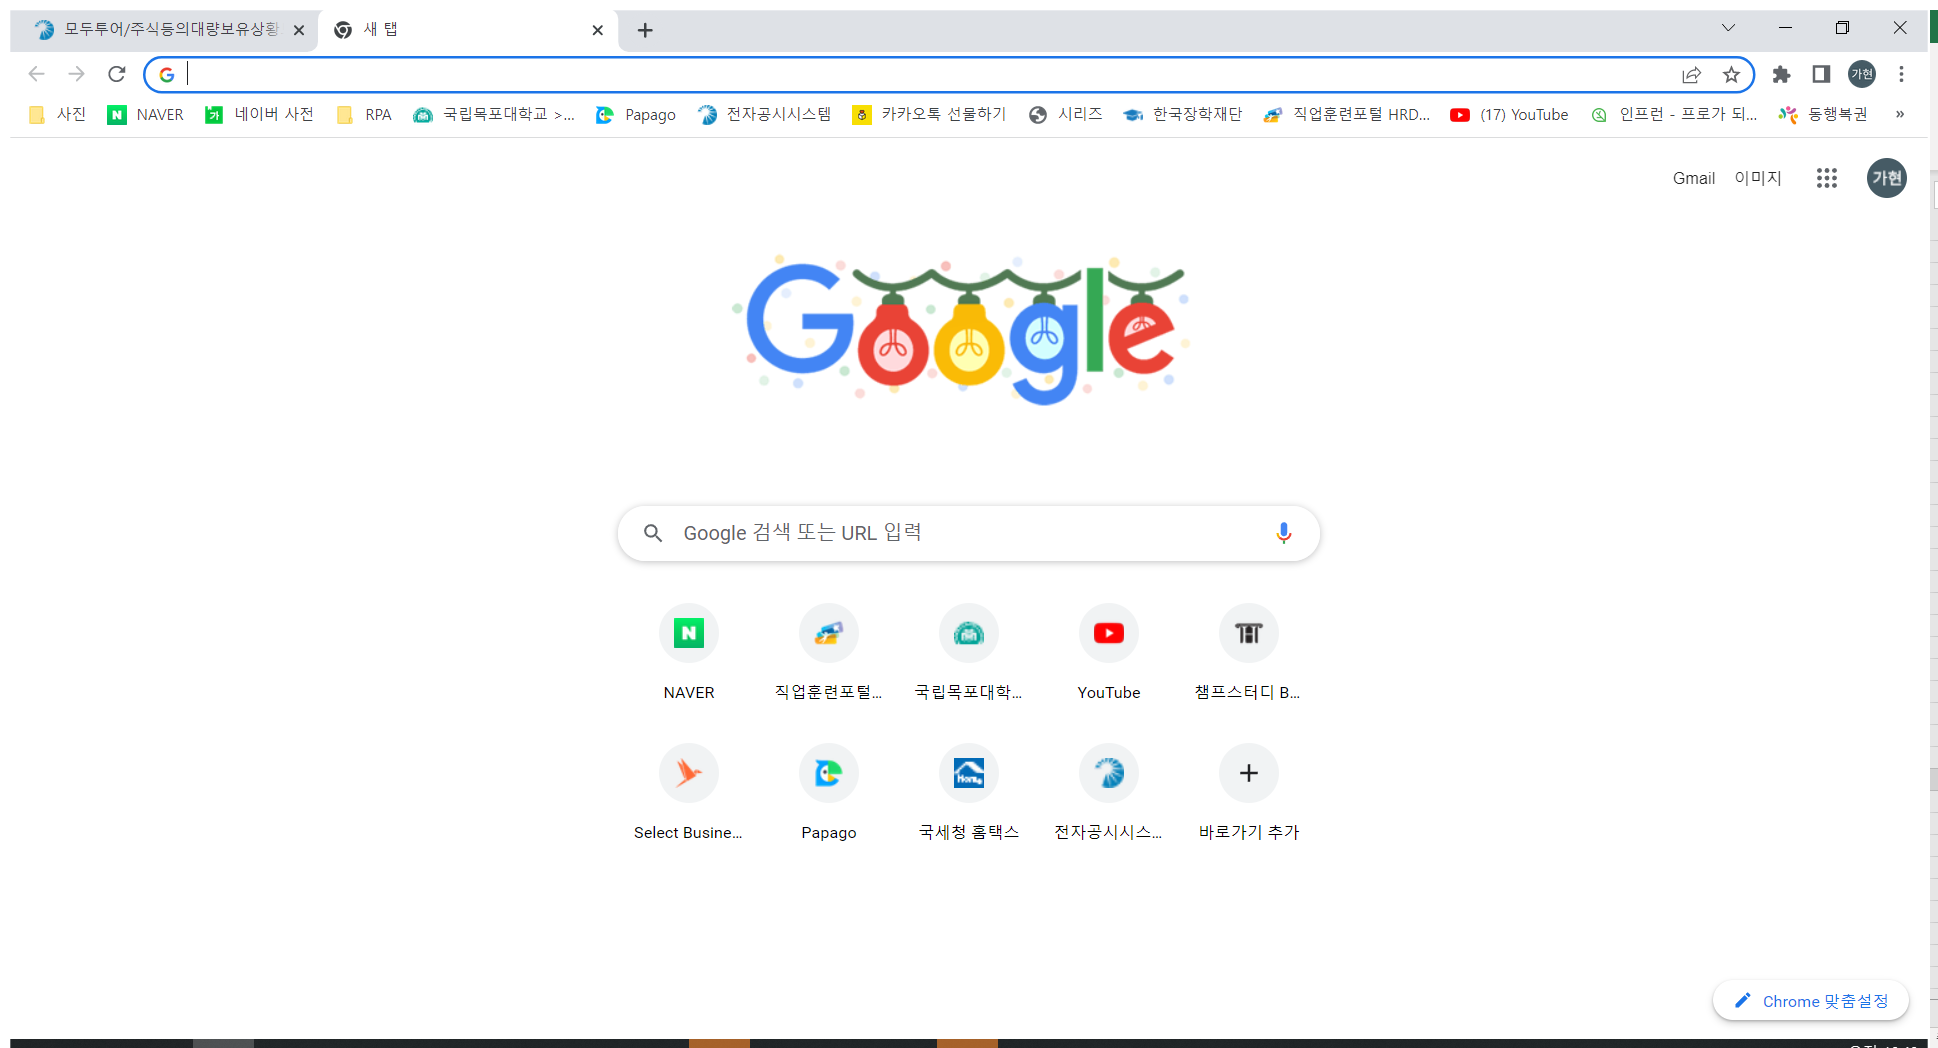 모두투어/주식등의대량보유상황
새 탭
가현
사진
NAVER
네이버 사전
RPA
국립목포대학교 >...
Papago
전자공시시스템
카카오톡 선물하기
시리즈
한국장학재단
직업훈련포털 HRD...
(17) YouTube
인프런 - 프로가 되...
동행복권
»
Gmail
이미지
가현
Google
Google 검색 또는 URL 입력
NAVER
직업훈련포털...
국립목포대학...
YouTube
챔프스터디 B...
Select Busine...
Papago
국세청 홈택스
전자공시시스...
바로가기 추가
Chrome 맞춤설정